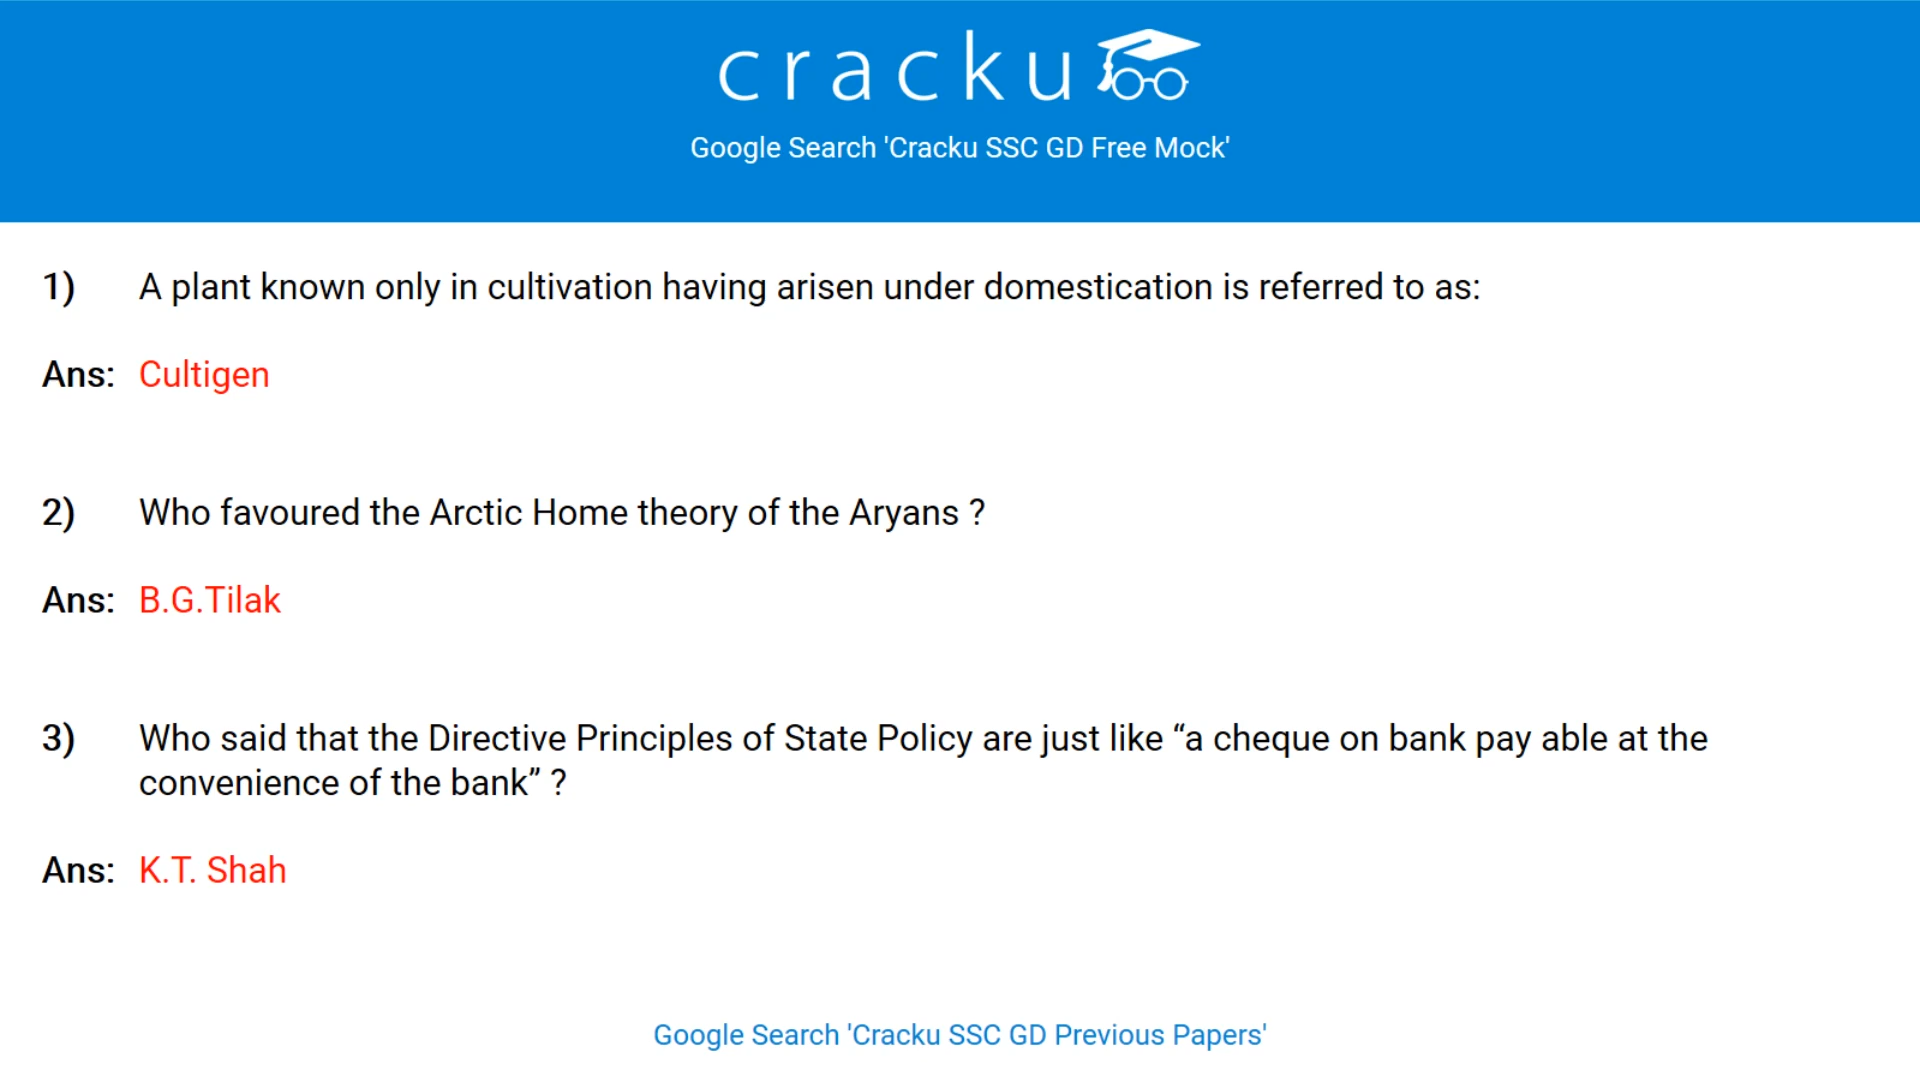 cracku
Google Search 'Cracku SSC GD Free Mock'
1) A plant known only in cultivation having arisen under domestication is referred to as:
Ans: Cultigen
2) Who favoured the Arctic Home theory of the Aryans ?
Ans: B.G.Tilak
3) Who said that the Directive Principles of State Policy are just like “a cheque on bank pay able at the
convenience of the bank” ?
Ans: K.T. Shah
Google Search 'Cracku SSC GD Previous Papers'